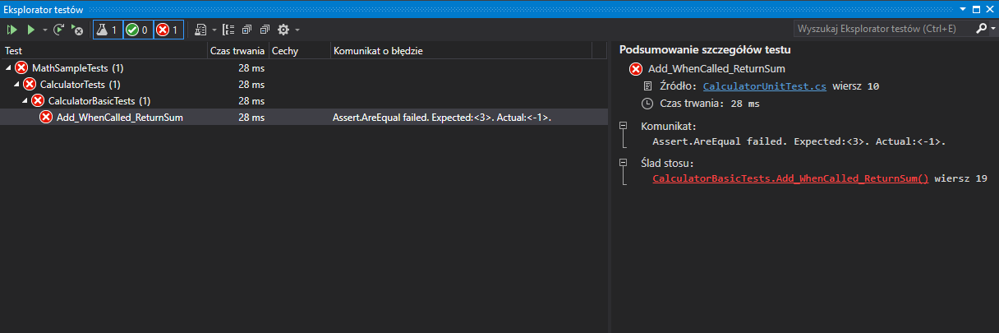 Eksplorator testów
1 0 1
Wyszukaj Eksplorator testów (Ctrl+E)
Test Czas trwania Cechy Komunikat o błędzie
MathSampleTests (1) 28 ms
CalculatorTests (1) 28 ms
CalculatorBasicTests (1) 28 ms
Add_WhenCalled_ReturnSum 28 ms Assert.AreEqual failed. Expected:<3>. Actual:<-1>.
Podsumowanie szczegółów testu
Add_WhenCalled_ReturnSum
Źródło: CalculatorUnitTest.cs wiersz 10
Czas trwania: 28 ms
Komunikat:
Assert.AreEqual failed. Expected:<3>. Actual:<-1>.
Ślad stosu:
CalculatorBasicTests.Add_WhenCalled_ReturnSum() wiersz 19